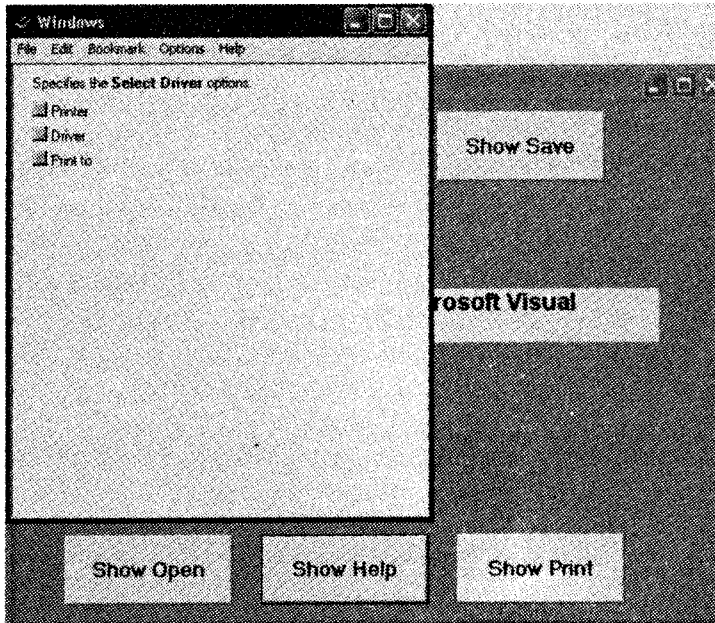 Windows
File Edit Bookmark Options Help
Specifies the Select Driver options.
Printer
Driver
Print to
Show Save
rosoft Visual
Show Open
Show Help
Show Print